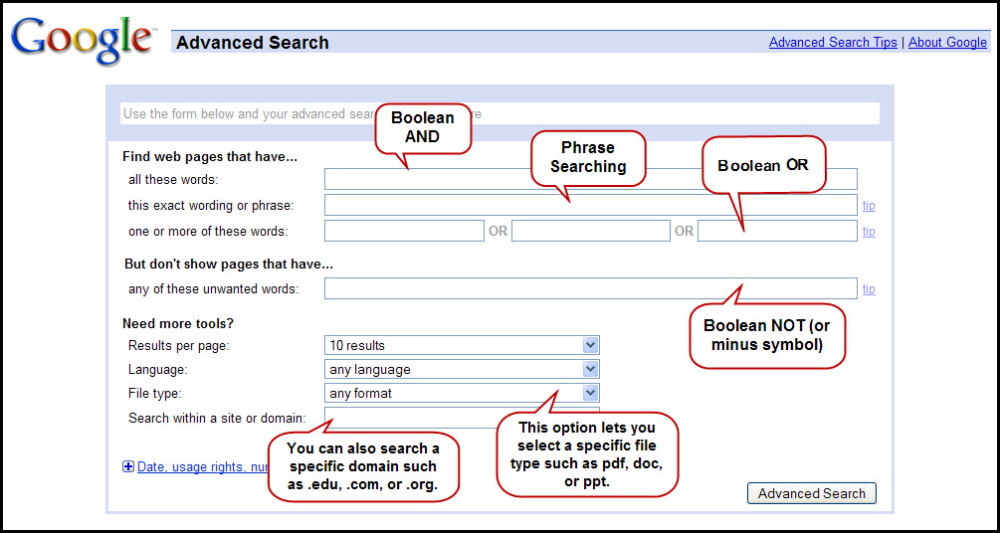 Google™
Advanced Search
Advanced Search Tips | About Google
Use the form below and your advanced sear
re
Boolean
AND
Find web pages that have...
Phrase
Searching
Boolean OR
all these words:
this exact wording or phrase:
tip
one or more of these words:
OR
OR
tip
But don't show pages that have...
any of these unwanted words:
tip
Boolean NOT (or
minus symbol)
Need more tools?
Results per page:
10 results
Language:
any language
File type:
any format
Search within a site or domain:
This option lets you
select a specific file
type such as pdf, doc,
or ppt.
You can also search a
specific domain such
as .edu, .com, or .org.
Date, usage rights,
Advanced Search